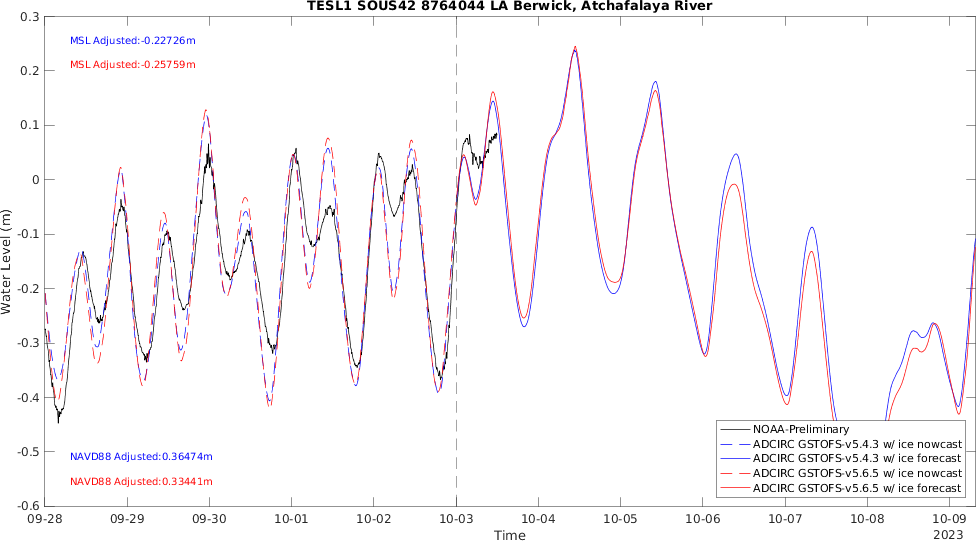 TESL1 SOUS42 8764044 LA Berwick, Atchafalaya River
0.3
0.2
0.1
0
-0.1
-0.2
-0.3
-0.4
-0.5
-0.6
Water Level (m)
MSL Adjusted:-0.22726m
MSL Adjusted:-0.25759m
NAVD88 Adjusted:0.36474m
NAVD88 Adjusted:0.33441m
NOAA-Preliminary
ADCIRC GSTOFS-v5.4.3 w/ ice nowcast
ADCIRC GSTOFS-v5.4.3 w/ ice forecast
ADCIRC GSTOFS-v5.6.5 w/ ice nowcast
ADCIRC GSTOFS-v5.6.5 w/ ice forecast
09-28 09-29 09-30 10-01 10-02 10-03 10-04 10-05 10-06 10-07 10-08 10-09
Time
2023